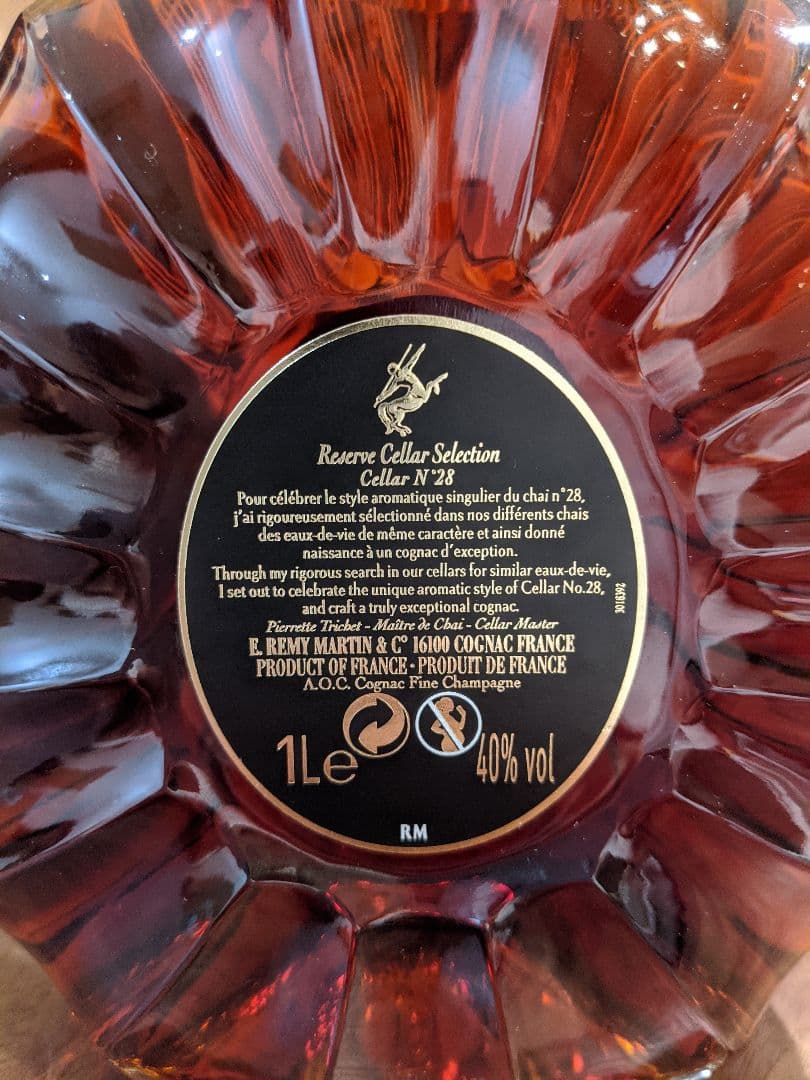 Reserve Cellar Selection
Cellar N°28
Pour célébrer le style aromatique singulier du chai n°28,
j'ai rigoureusement sélectionné dans nos différents chais
des eaux-de-vie de même caractère et ainsi donné
naissance à un cognac d'exception.
Through my rigorous search in our cellars for similar eaux-de-vie,
I set out to celebrate the unique aromatic style of Cellar No.28,
and craft a truly exceptional cognac.
Pierrette Trichet - Maître de Chai - Cellar Master
E. REMY MARTIN & C° 16100 COGNAC FRANCE
PRODUCT OF FRANCE · PRODUIT DE FRANCE
A.O.C. Cognac Fine Champagne
1L e
40% vol
RM
3018392